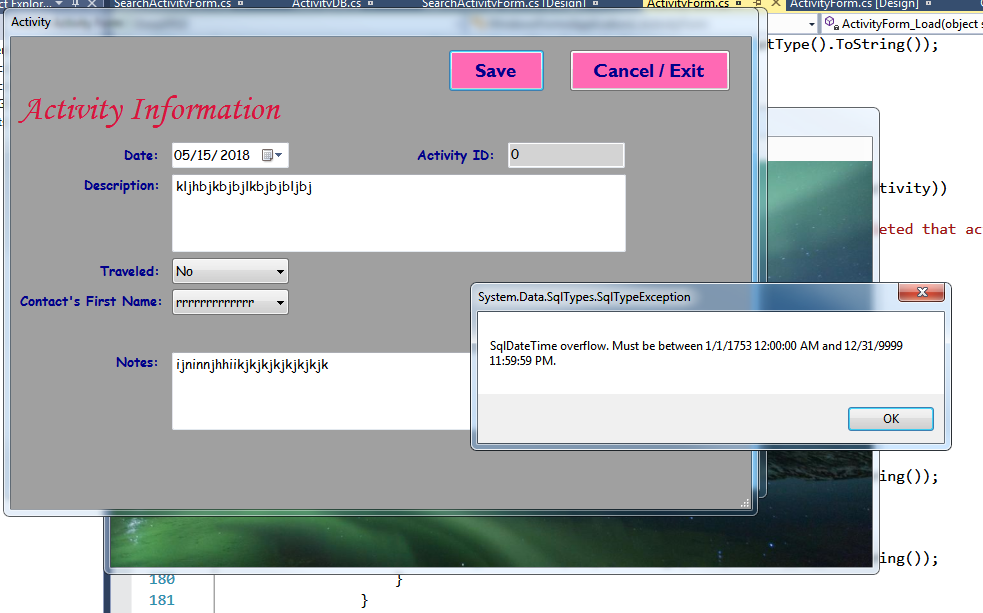 SearchActivityForm.cs
ActivityDB.cs
SearchActivityForm.cs [Design]
ActivityForm.cs
ActivityForm.cs [Design]
Activity
ActivityForm_Load(object s
tType().ToString());
Save
Cancel / Exit
Activity Information
Date:
05/15/2018
Activity ID:
0
Description:
kljhbjkbjbjlkbjbjbljbj
tivity))
eted that ac
Traveled:
No
Contact's First Name:
rrrrrrrrrrrrr
System.Data.SqlTypes.SqlTypeException
SqlDateTime overflow. Must be between 1/1/1753 12:00:00 AM and 12/31/9999
11:59:59 PM.
Notes:
ijninnjhhiikjkjkjkjkjkjkjk
OK
ing());
ing());
180 }
181 }